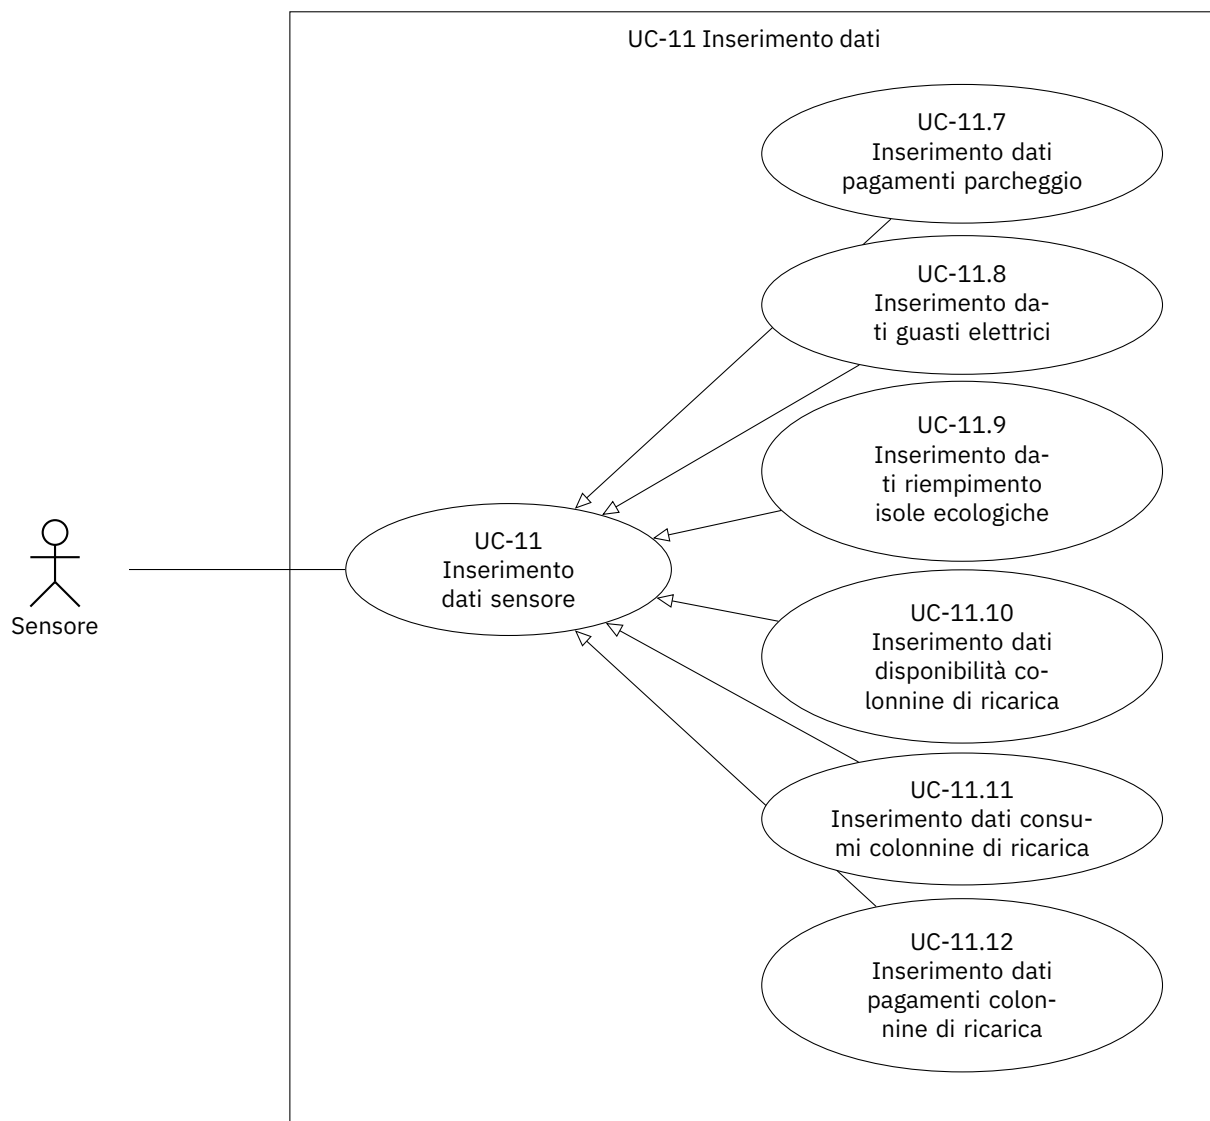 UC-11 Inserimento dati
UC-11.7
Inserimento dati
pagamenti parcheggio
UC-11.8
Inserimento da-
ti guasti elettrici
UC-11.9
Inserimento da-
ti riempimento
isole ecologiche
UC-11
Inserimento
dati sensore
Sensore
UC-11.10
Inserimento dati
disponibilità co-
lonnine di ricarica
UC-11.11
Inserimento dati consu-
mi colonnine di ricarica
UC-11.12
Inserimento dati
pagamenti colon-
nine di ricarica